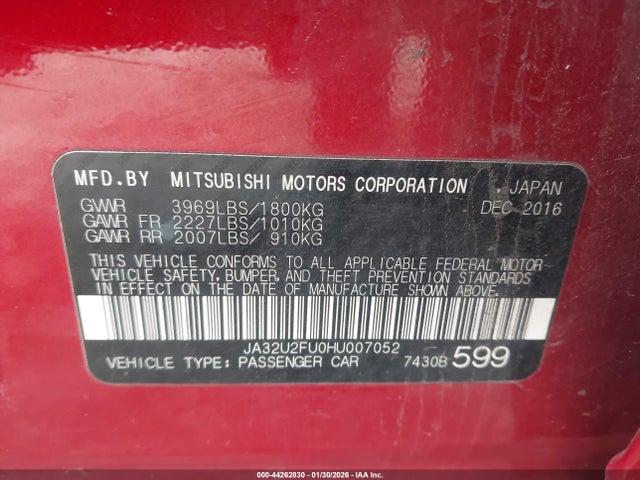 MFD.BY MITSUBISHI MOTORS CORPORATION , JAPAN
GVWR 3969LBS/1800KG DEC 2016
GAWR FR 2227LBS/1010KG
GAWR RR 2007LBS/ 910KG
THIS VEHICLE CONFORMS TO ALL APPLICABLE FEDERAL MOTOR
VEHICLE SAFETY, BUMPER, AND THEFT PREVENTION STANDARDS
IN EFFECT ON THE DATE OF MANUFACTURE SHOWN ABOVE.
JA32U2FU0HU007052
VEHICLE TYPE: PASSENGER CAR 7430B 599
000-44262830 - 01/30/2026 - IAA Inc.